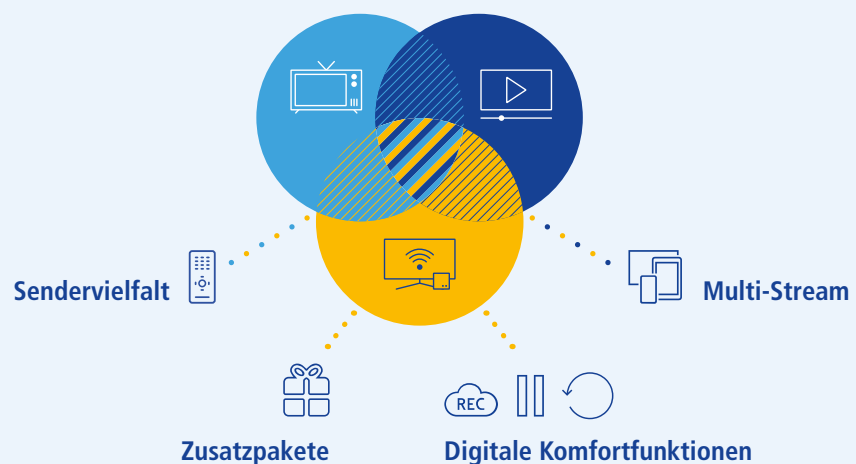 Sendervielfalt
Multi-Stream
REC
Zusatzpakete
Digitale Komfortfunktionen